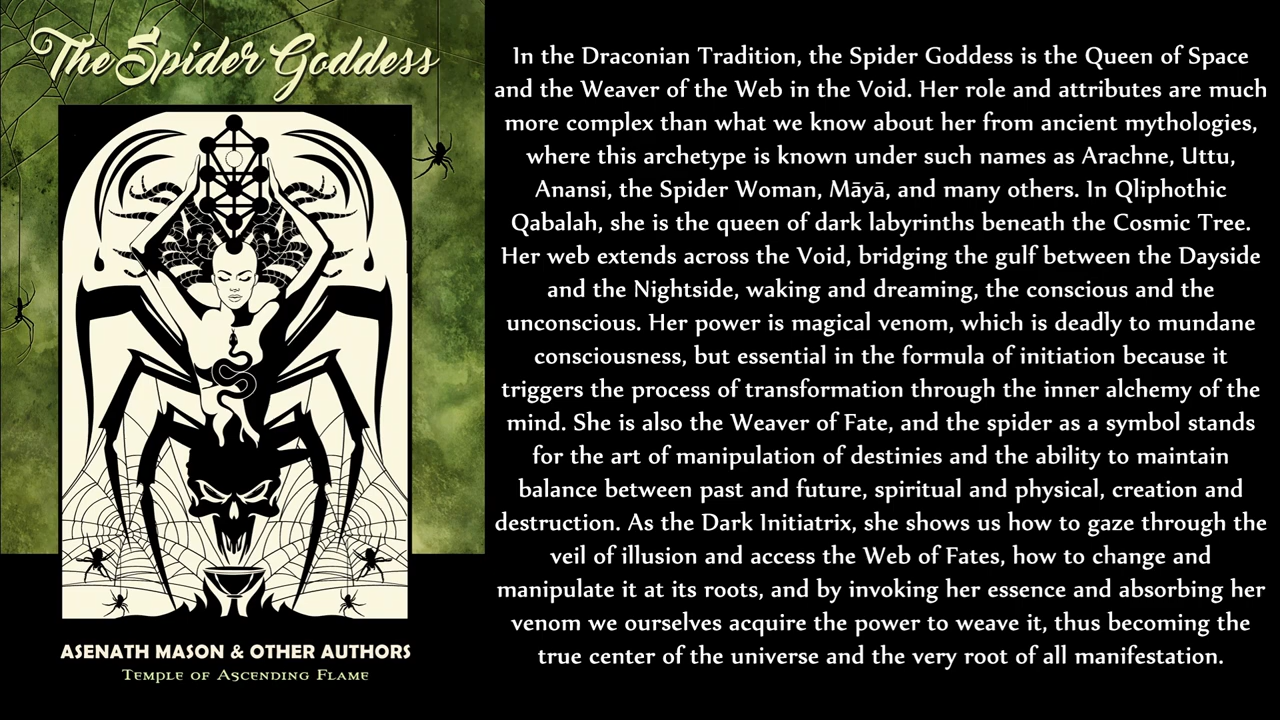 The Spider Goddess
ASENATH MASON & OTHER AUTHORS
TEMPLE OF ASCENDING FLAME
In the Draconian Tradition, the Spider Goddess is the Queen of Space
and the Weaver of the Web in the Void. Her role and attributes are much
more complex than what we know about her from ancient mythologies,
where this archetype is known under such names as Arachne, Uttu,
Anansi, the Spider Woman, Māyā, and many others. In Qliphothic
Qabalah, she is the queen of dark labyrinths beneath the Cosmic Tree.
Her web extends across the Void, bridging the gulf between the Dayside
and the Nightside, waking and dreaming, the conscious and the
unconscious. Her power is magical venom, which is deadly to mundane
consciousness, but essential in the formula of initiation because it
triggers the process of transformation through the inner alchemy of the
mind. She is also the Weaver of Fate, and the spider as a symbol stands
for the art of manipulation of destinies and the ability to maintain
balance between past and future, spiritual and physical, creation and
destruction. As the Dark Initiatrix, she shows us how to gaze through the
veil of illusion and access the Web of Fates, how to change and
manipulate it at its roots, and by invoking her essence and absorbing her
venom we ourselves acquire the power to weave it, thus becoming the
true center of the universe and the very root of all manifestation.